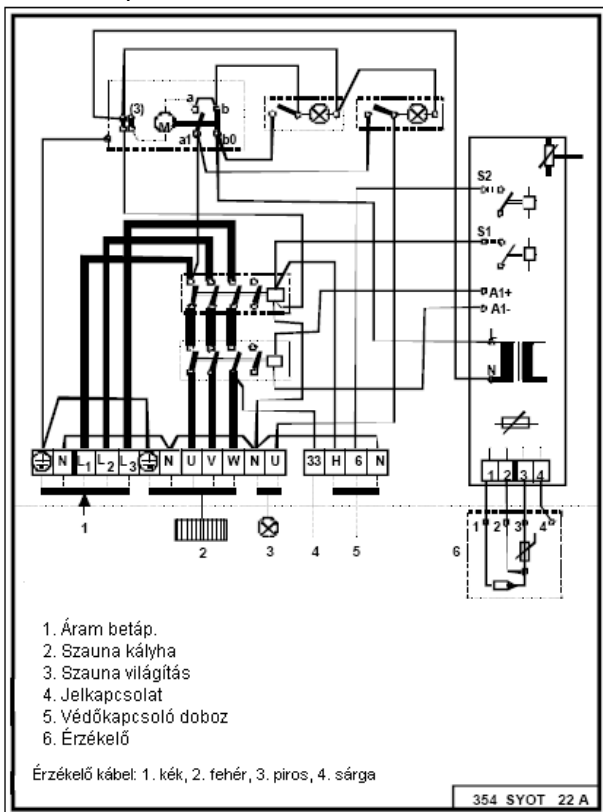 (3)
a
b
M
a1
b0
S2
S1
A1+
A1-
L
N
N L1 L2 L3 N U V W N U 33 H 6 N
1 2 3 4
1 2 3 4 5
1 2 3 4
6
1. Áram betáp.
2. Szauna kályha
3. Szauna világítás
4. Jelkapcsolat
5. Védőkapcsoló doboz
6. Érzékelő
Érzékelő kábel: 1. kék, 2. fehér, 3. piros, 4. sárga
354 SYOT 22 A